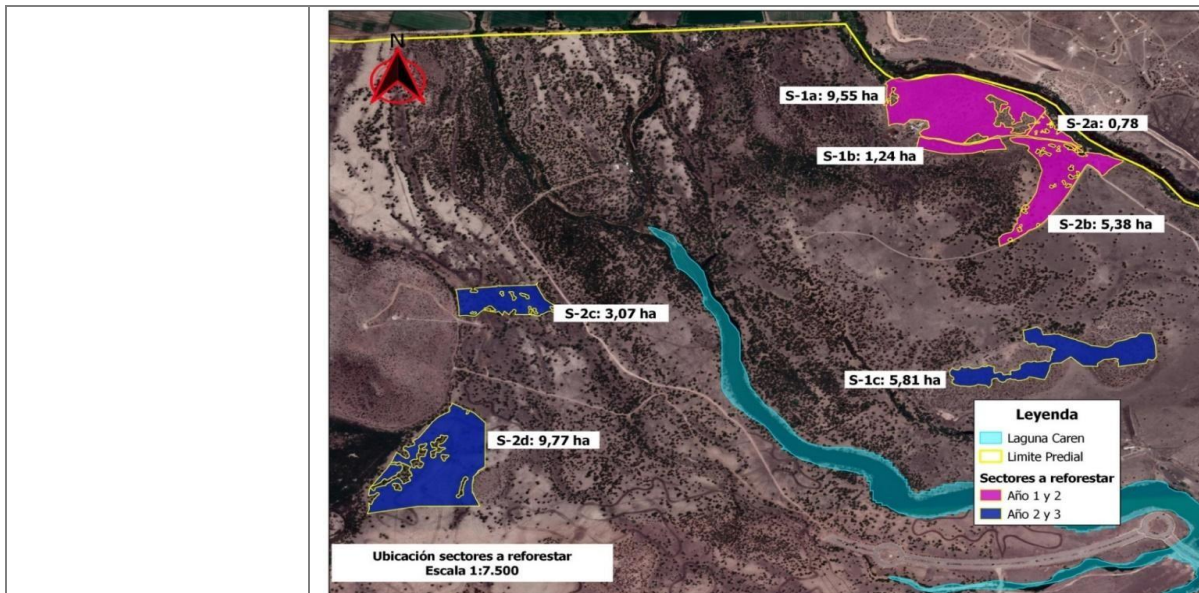 N
S-1a: 9,55 ha
S-2a: 0,78
S-1b: 1,24 ha
S-2b: 5,38 ha
S-2c: 3,07 ha
S-1c: 5,81 ha
S-2d: 9,77 ha
Leyenda
Laguna Caren
Limite Predial
Sectores a reforestar
Año 1 y 2
Año 2 y 3
Ubicación sectores a reforestar
Escala 1:7.500